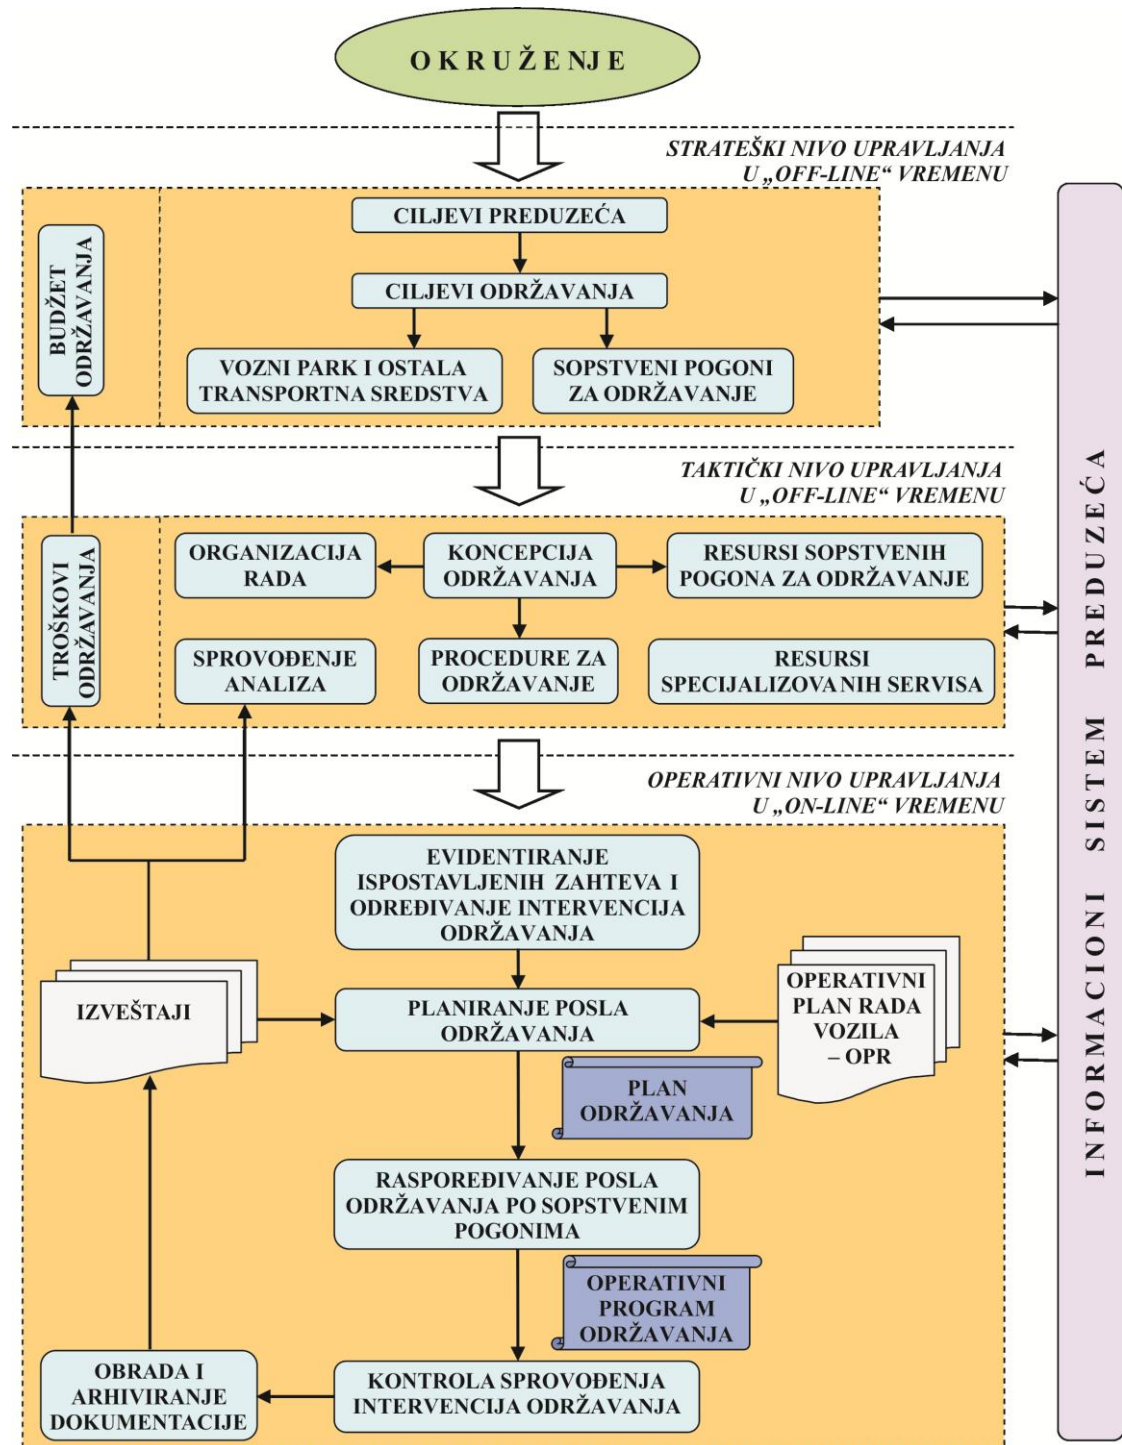 O K R U Ž E NJ E
STRATEŠKI NIVO UPRAVLJANJA
U „OFF-LINE“ VREMENU
BUDŽET
ODRŽAVANJA
CILJEVI PREDUZEĆA
CILJEVI ODRŽAVANJA
VOZNI PARK I OSTALA
TRANSPORTNA SREDSTVA
SOPSTVENI POGONI
ZA ODRŽAVANJE
TAKTIČKI NIVO UPRAVLJANJA
U „OFF-LINE“ VREMENU
TROŠKOVI
ODRŽAVANJA
ORGANIZACIJA
RADA
KONCEPCIJA
ODRŽAVANJA
RESURSI SOPSTVENIH
POGONA ZA ODRŽAVANJE
SPROVOĐENJE
ANALIZA
PROCEDURE ZA
ODRŽAVANJE
RESURSI
SPECIJALIZOVANIH SERVISA
OPERATIVNI NIVO UPRAVLJANJA
U „ON-LINE“ VREMENU
EVIDENTIRANJE
ISPOSTAVLJENIH ZAHTEVA I
ODREĐIVANJE INTERVENCIJA
ODRŽAVANJA
IZVEŠTAJI
PLANIRANJE POSLA
ODRŽAVANJA
OPERATIVNI
PLAN RADA
VOZILA
– OPR
PLAN
ODRŽAVANJA
RASPOREĐIVANJE POSLA
ODRŽAVANJA PO SOPSTVENIM
POGONIMA
OPERATIVNI
PROGRAM
ODRŽAVANJA
OBRADA I
ARHIVIRANJE
DOKUMENTACIJE
KONTROLA SPROVOĐENJA
INTERVENCIJA ODRŽAVANJA
INFORMACIONI SISTEM PREDUZEĆA